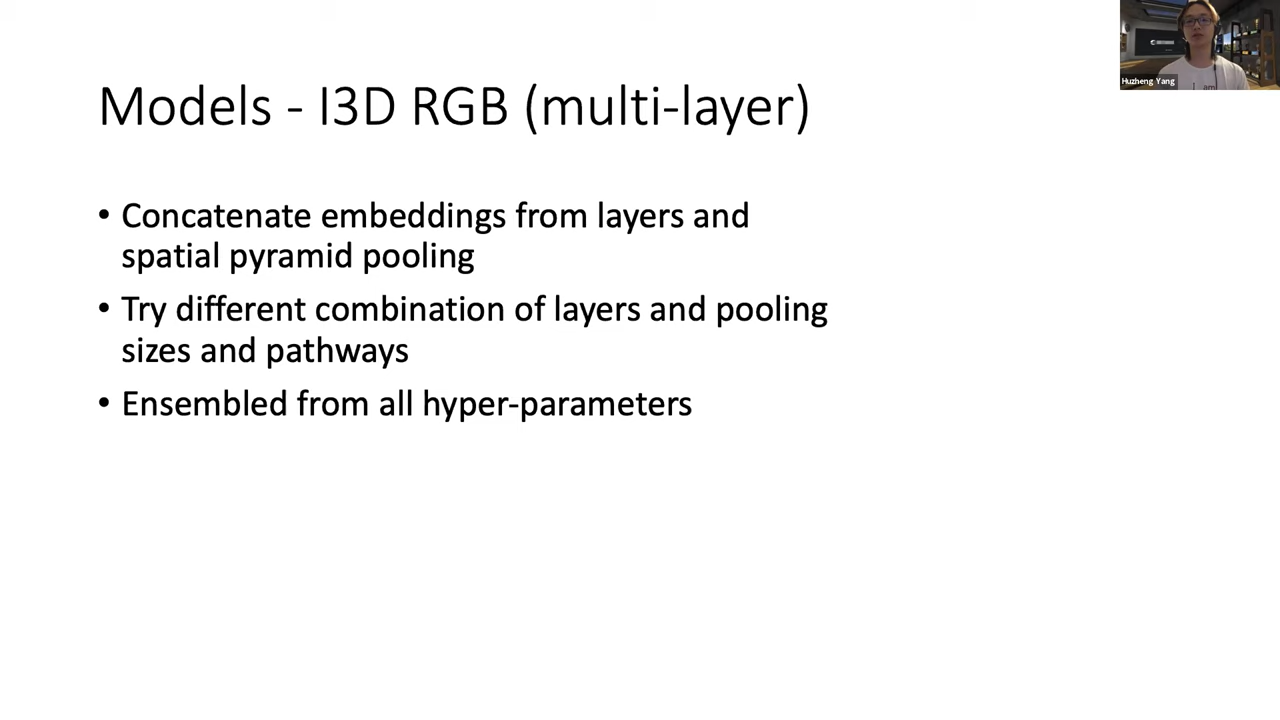 Huzheng Yang
I am
Models - I3D RGB (multi-layer)
• Concatenate embeddings from layers and
spatial pyramid pooling
• Try different combination of layers and pooling
sizes and pathways
• Ensembled from all hyper-parameters